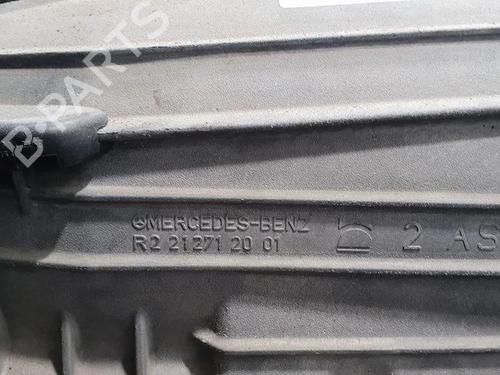 B-PARTS
MERCEDES-BENZ 2 AS
R2 21271 20 01